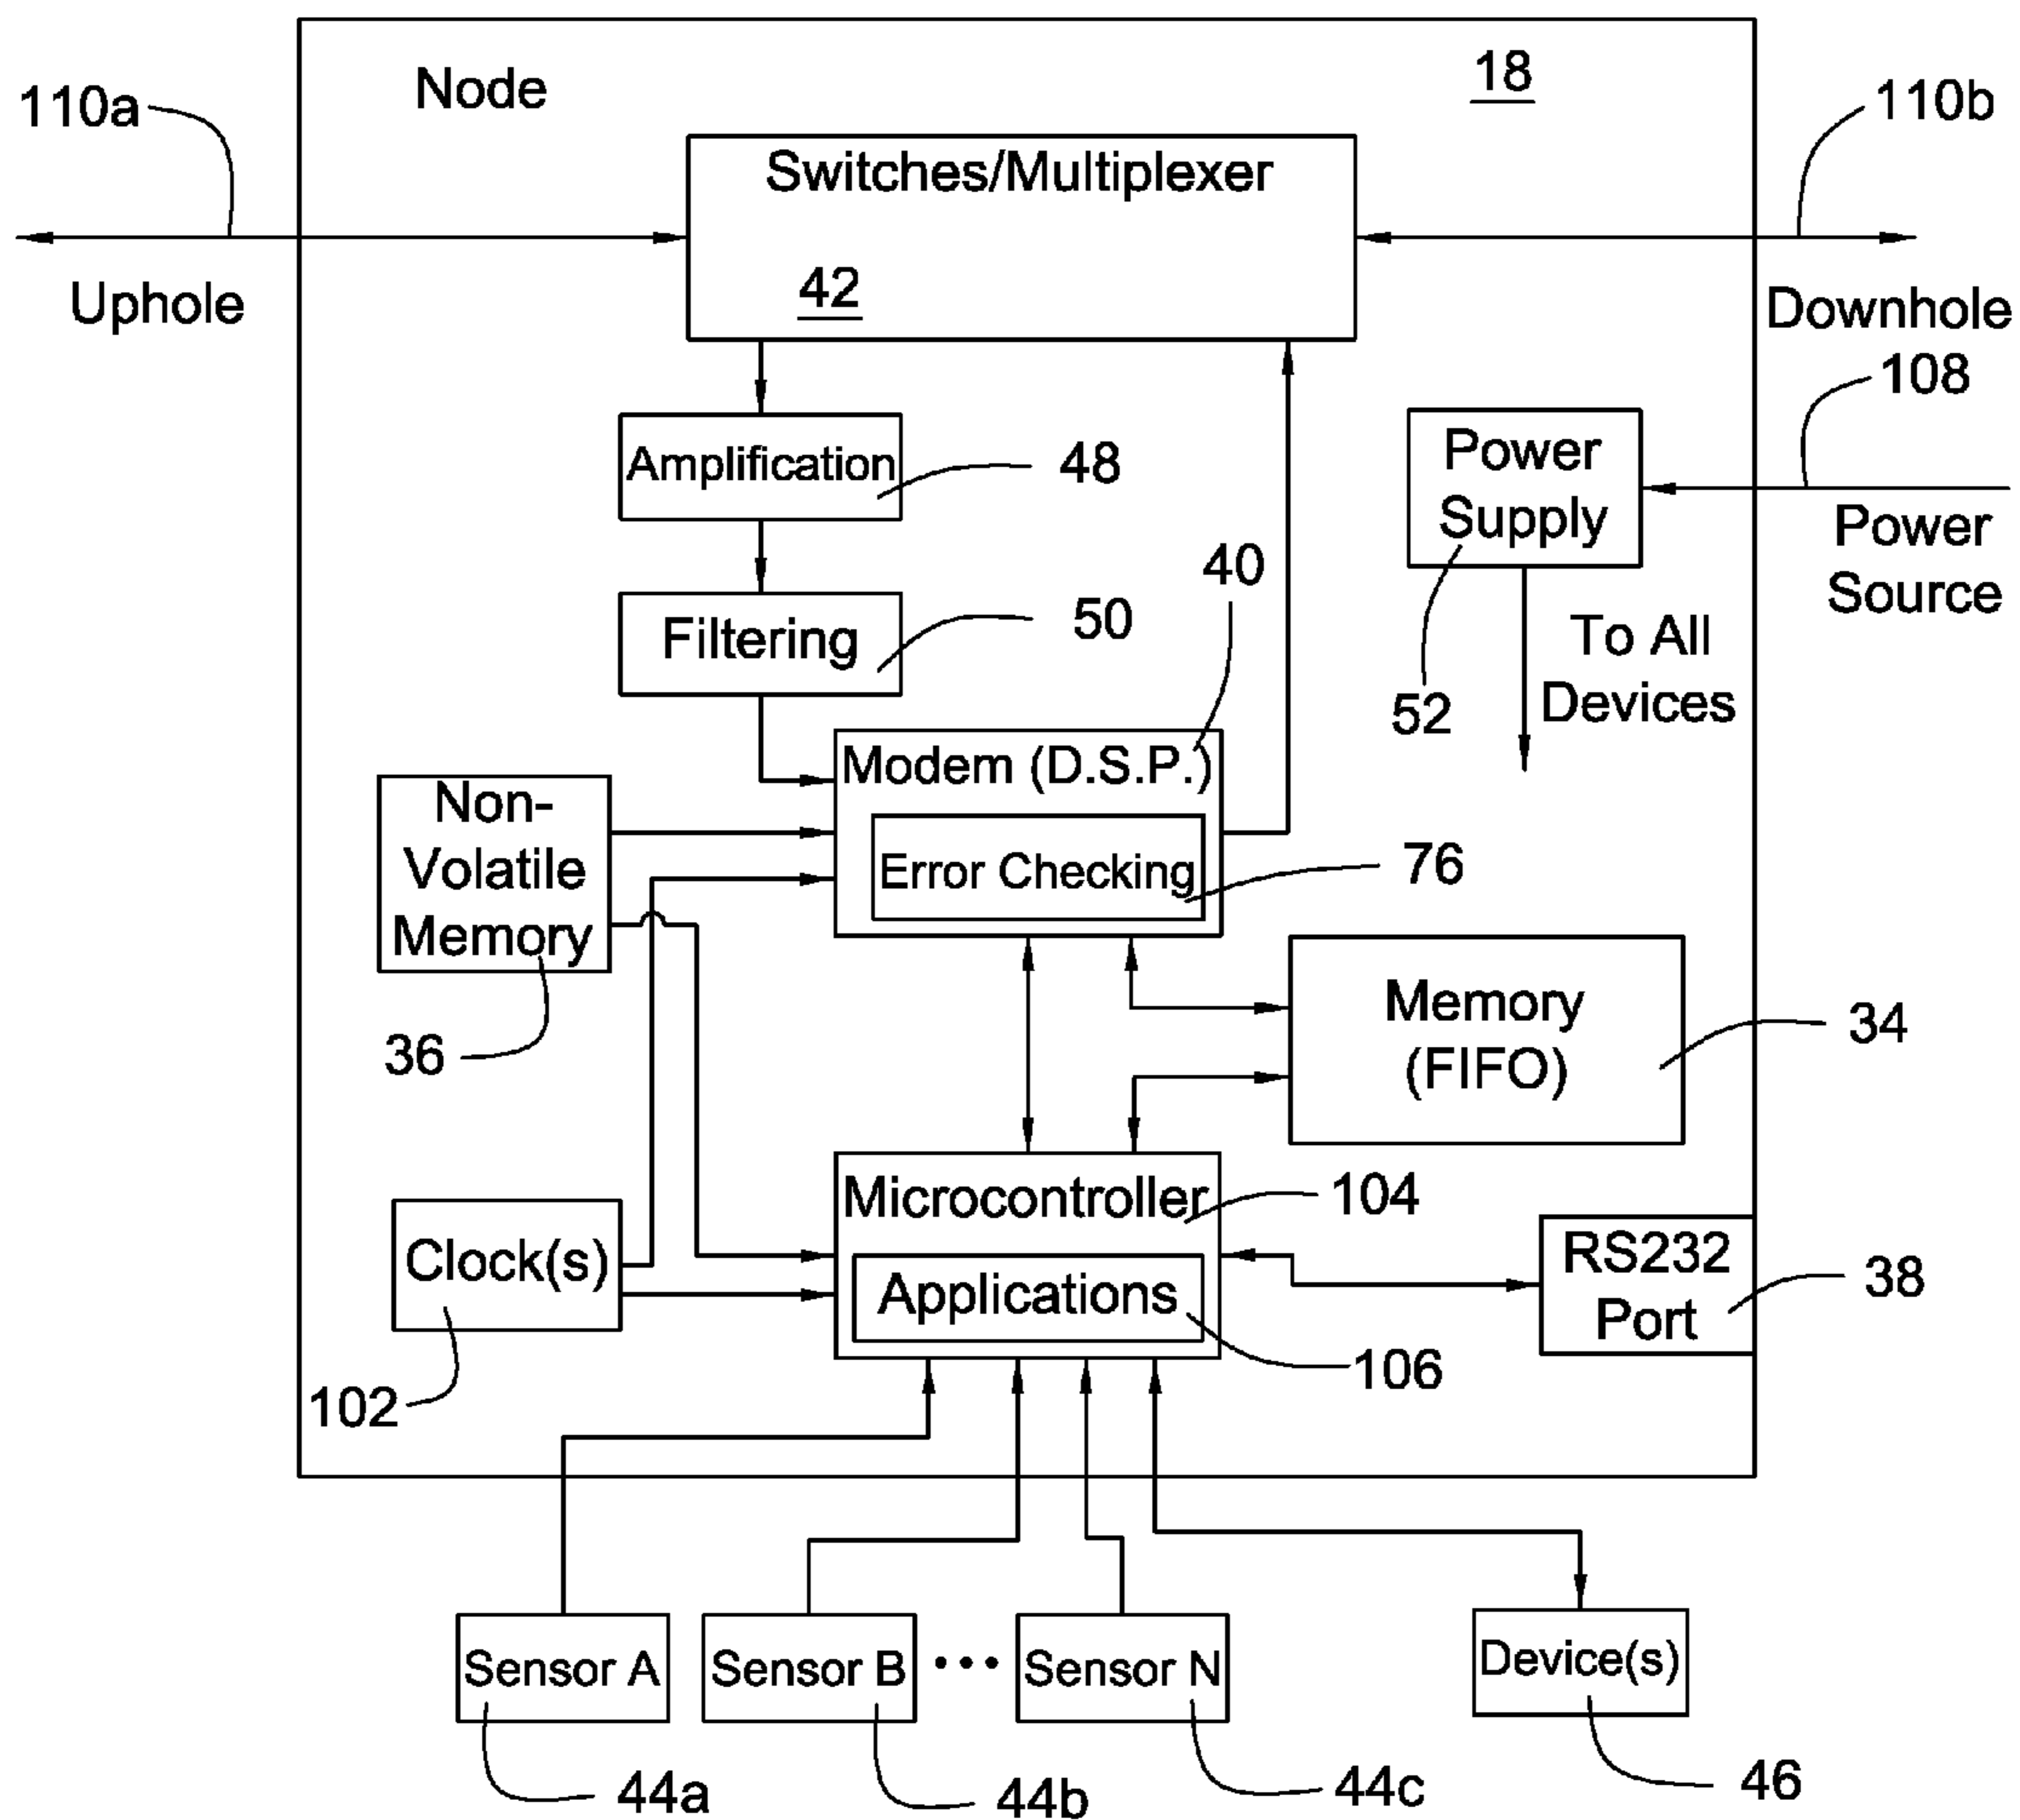 Node
18
110a
110b
Switches/Multiplexer
42
Uphole
Downhole
108
Power
Supply
Power
Source
Amplification
48
40
Filtering
50
52
To All
Devices
Modem (D.S.P.)
Error Checking
76
Non-
Volatile
Memory
36
Memory
(FIFO)
34
Microcontroller
104
Applications
106
Clock(s)
102
RS232
Port
38
Sensor A
Sensor B
•••
Sensor N
Device(s)
44a
44b
44c
46